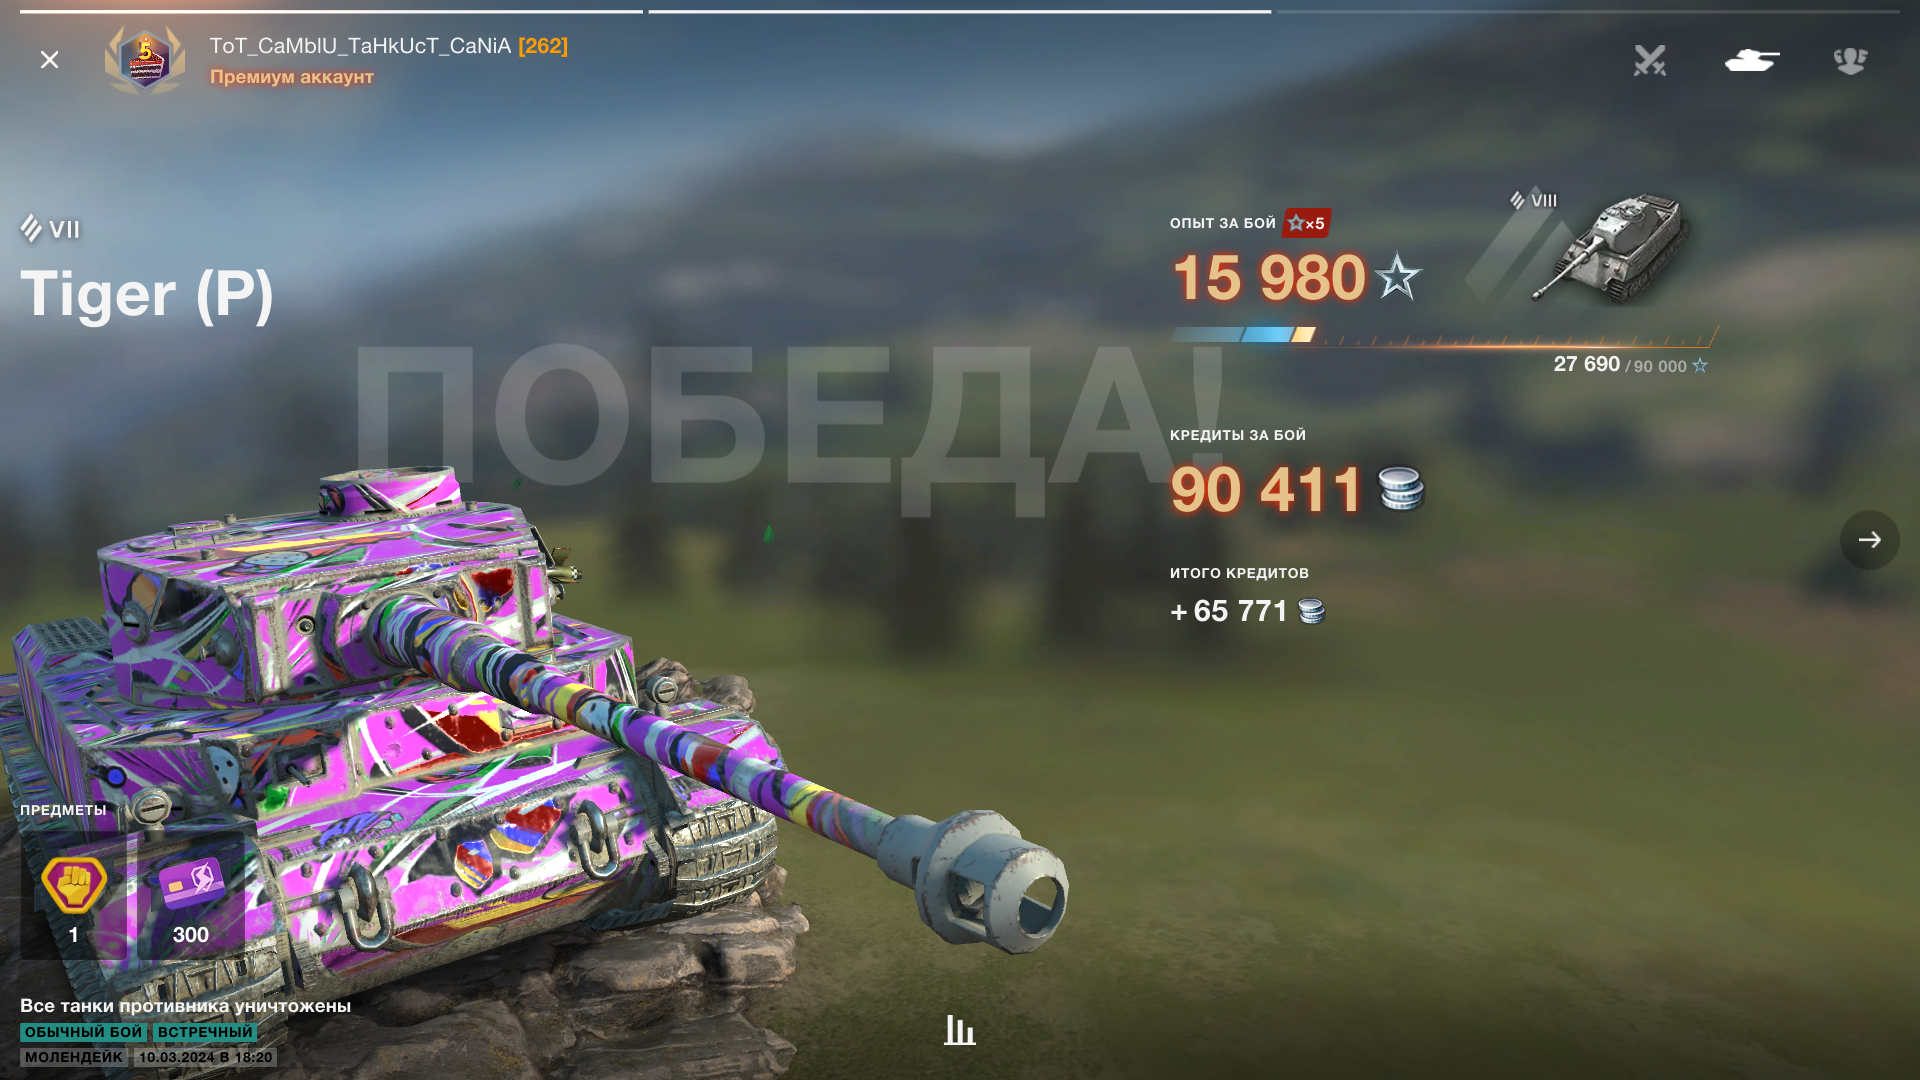 ToT_CaMbIU_TaHkUcT_CaNiA [262]
Премиум аккаунт
5
VII
Tiger (P)
ПОБЕДА!
ОПЫТ ЗА БОЙ ×5
15 980
VIII
27 690 / 90 000
КРЕДИТЫ ЗА БОЙ
90 411
ИТОГО КРЕДИТОВ
+ 65 771
ПРЕДМЕТЫ
1
300
Все танки противника уничтожены
ОБЫЧНЫЙ БОЙ ВСТРЕЧНЫЙ
МОЛЕНДЕЙК 10.03.2024 В 18:20